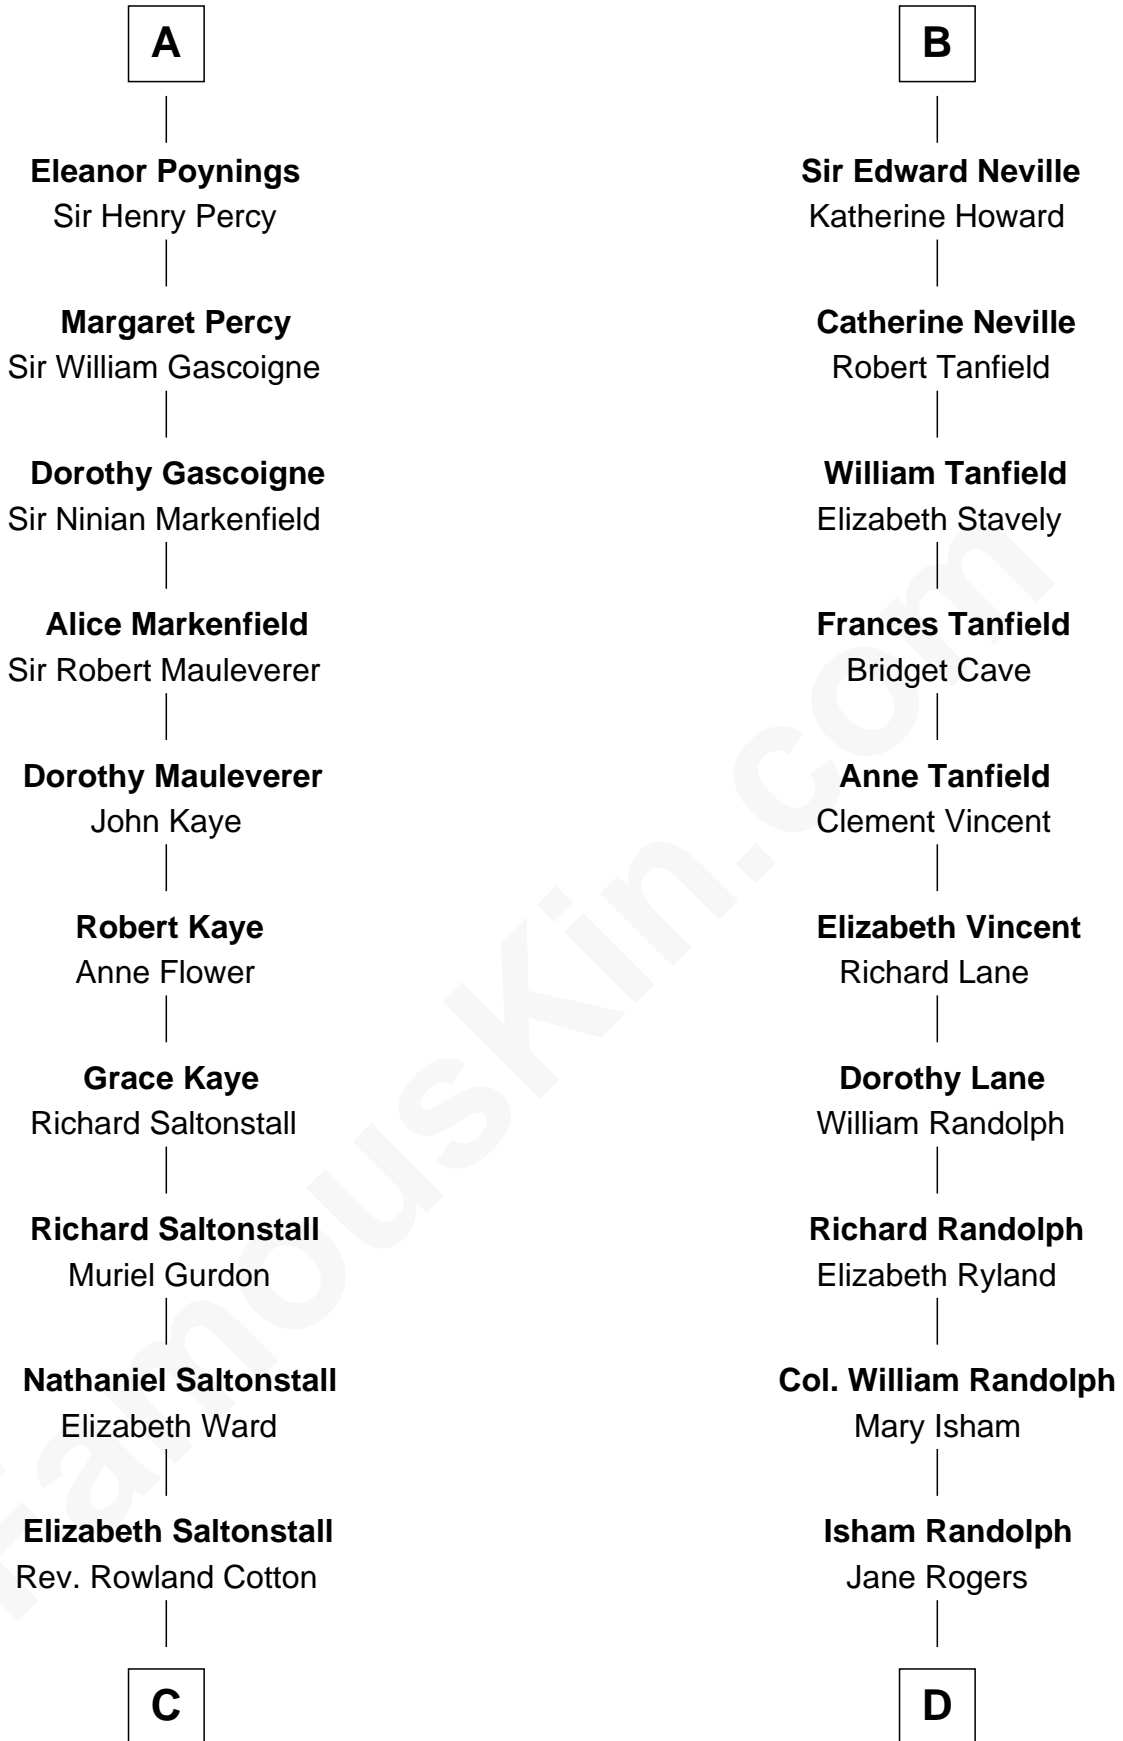 A
Eleanor Poynings
Sir Henry Percy
Margaret Percy
Sir William Gascoigne
Dorothy Gascoigne
Sir Ninian Markenfield
Alice Markenfield
Sir Robert Mauleverer
Dorothy Mauleverer
John Kaye
Robert Kaye
Anne Flower
Grace Kaye
Richard Saltonstall
Richard Saltonstall
Muriel Gurdon
Nathaniel Saltonstall
Elizabeth Ward
Elizabeth Saltonstall
Rev. Rowland Cotton
C
B
Sir Edward Neville
Katherine Howard
Catherine Neville
Robert Tanfield
William Tanfield
Elizabeth Stavely
Frances Tanfield
Bridget Cave
Anne Tanfield
Clement Vincent
Elizabeth Vincent
Richard Lane
Dorothy Lane
William Randolph
Richard Randolph
Elizabeth Ryland
Col. William Randolph
Mary Isham
Isham Randolph
Jane Rogers
D
FamousKin.com